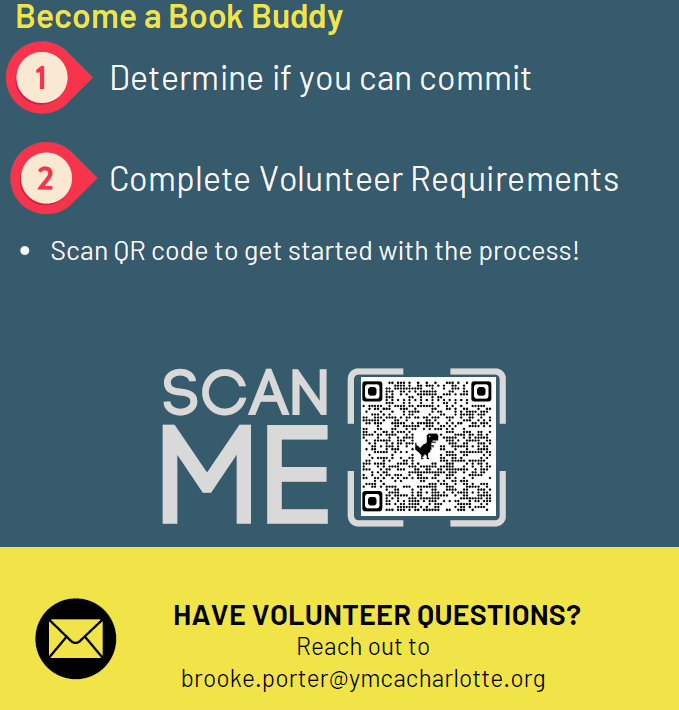 Become a Book Buddy
1
Determine if you can commit
2
Complete Volunteer Requirements
• Scan QR code to get started with the process!
SCAN
ME
HAVE VOLUNTEER QUESTIONS?
Reach out to
brooke.porter@ymcacharlotte.org